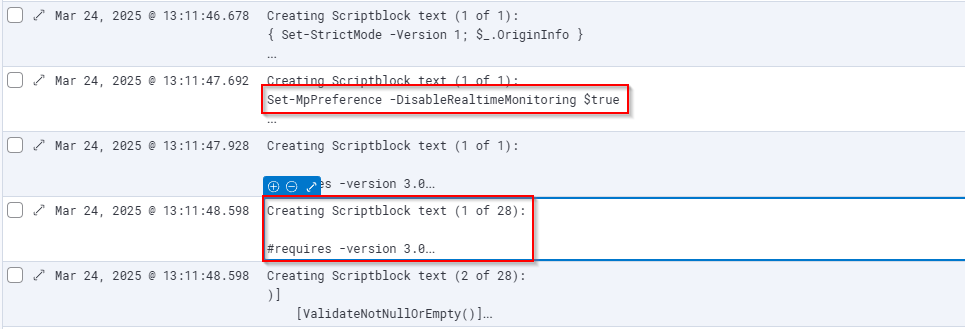 Mar 24, 2025 @ 13:11:46.678 Creating Scriptblock text (1 of 1):
{ Set-StrictMode -Version 1; $_.OriginInfo }
...
Mar 24, 2025 @ 13:11:47.692 Creating Scriptblock text (1 of 1):
Set-MpPreference -DisableRealtimeMonitoring $true
...
Mar 24, 2025 @ 13:11:47.928 Creating Scriptblock text (1 of 1):
es -version 3.0...
Mar 24, 2025 @ 13:11:48.598 Creating Scriptblock text (1 of 28):
#requires -version 3.0...
Mar 24, 2025 @ 13:11:48.598 Creating Scriptblock text (2 of 28):
)]
[ValidateNotNullOrEmpty()]...